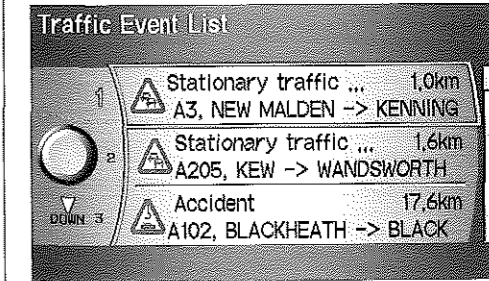 Traffic Event List
1 Stationary traffic ... 1,0km
A3, NEW MALDEN -> KENNING
2 Stationary traffic ... 1,6km
A205, KEW -> WANDSWORTH
DOWN 3 Accident 17,6km
A102, BLACKHEATH -> BLACK